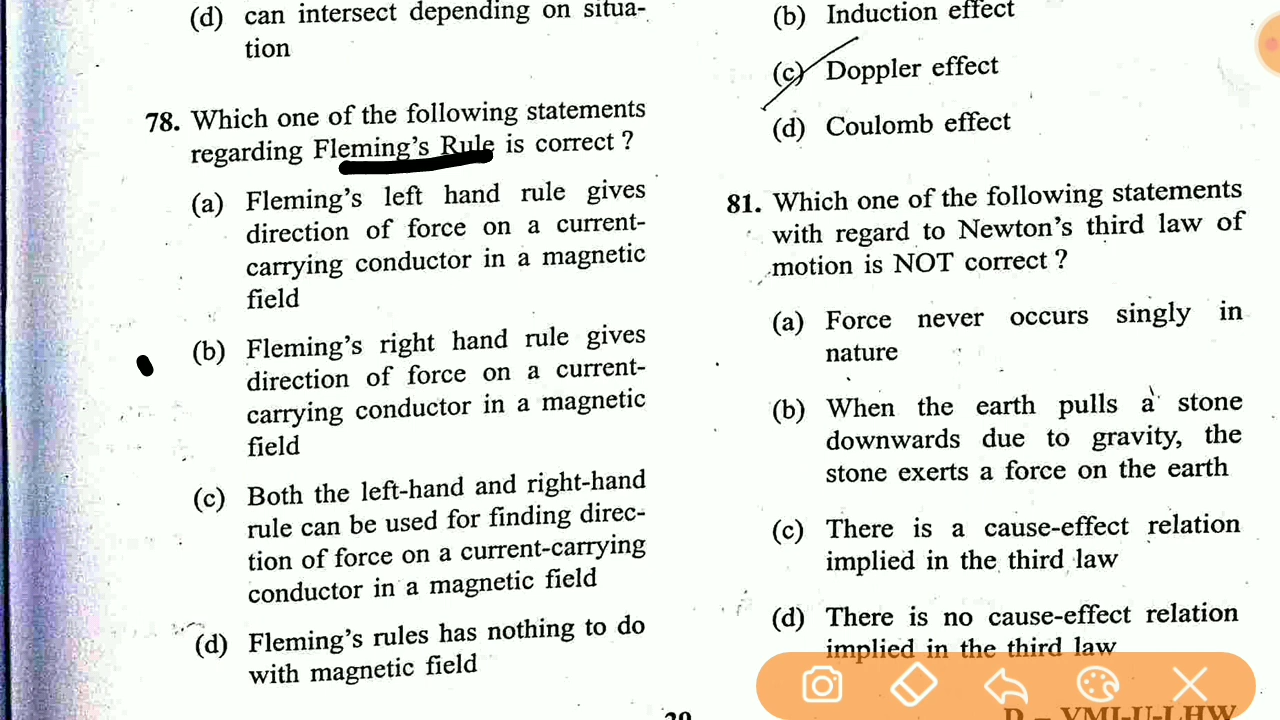 (d) can intersect depending on situa-
tion
78. Which one of the following statements
regarding Fleming's Rule is correct ?
(a) Fleming's left hand rule gives
direction of force on a current-
carrying conductor in a magnetic
field
(b) Fleming's right hand rule gives
direction of force on a current-
carrying conductor in a magnetic
field
(c) Both the left-hand and right-hand
rule can be used for finding direc-
tion of force on a current-carrying
conductor in a magnetic field
(d) Fleming's rules has nothing to do
with magnetic field
(b) Induction effect
(c) Doppler effect
(d) Coulomb effect
81. Which one of the following statements
with regard to Newton's third law of
motion is NOT correct ?
(a) Force never occurs singly in
nature
(b) When the earth pulls a stone
downwards due to gravity, the
stone exerts a force on the earth
(c) There is a cause-effect relation
implied in the third law
(d) There is no cause-effect relation
implied in the third law